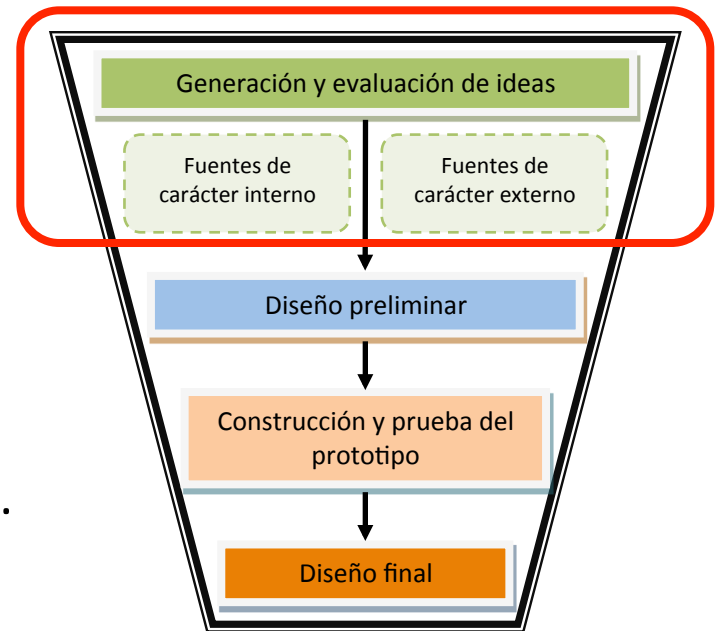 Generación y evaluación de ideas
Fuentes de
carácter interno
Fuentes de
carácter externo
Diseño preliminar
Construcción y prueba del
prototipo
.
Diseño final